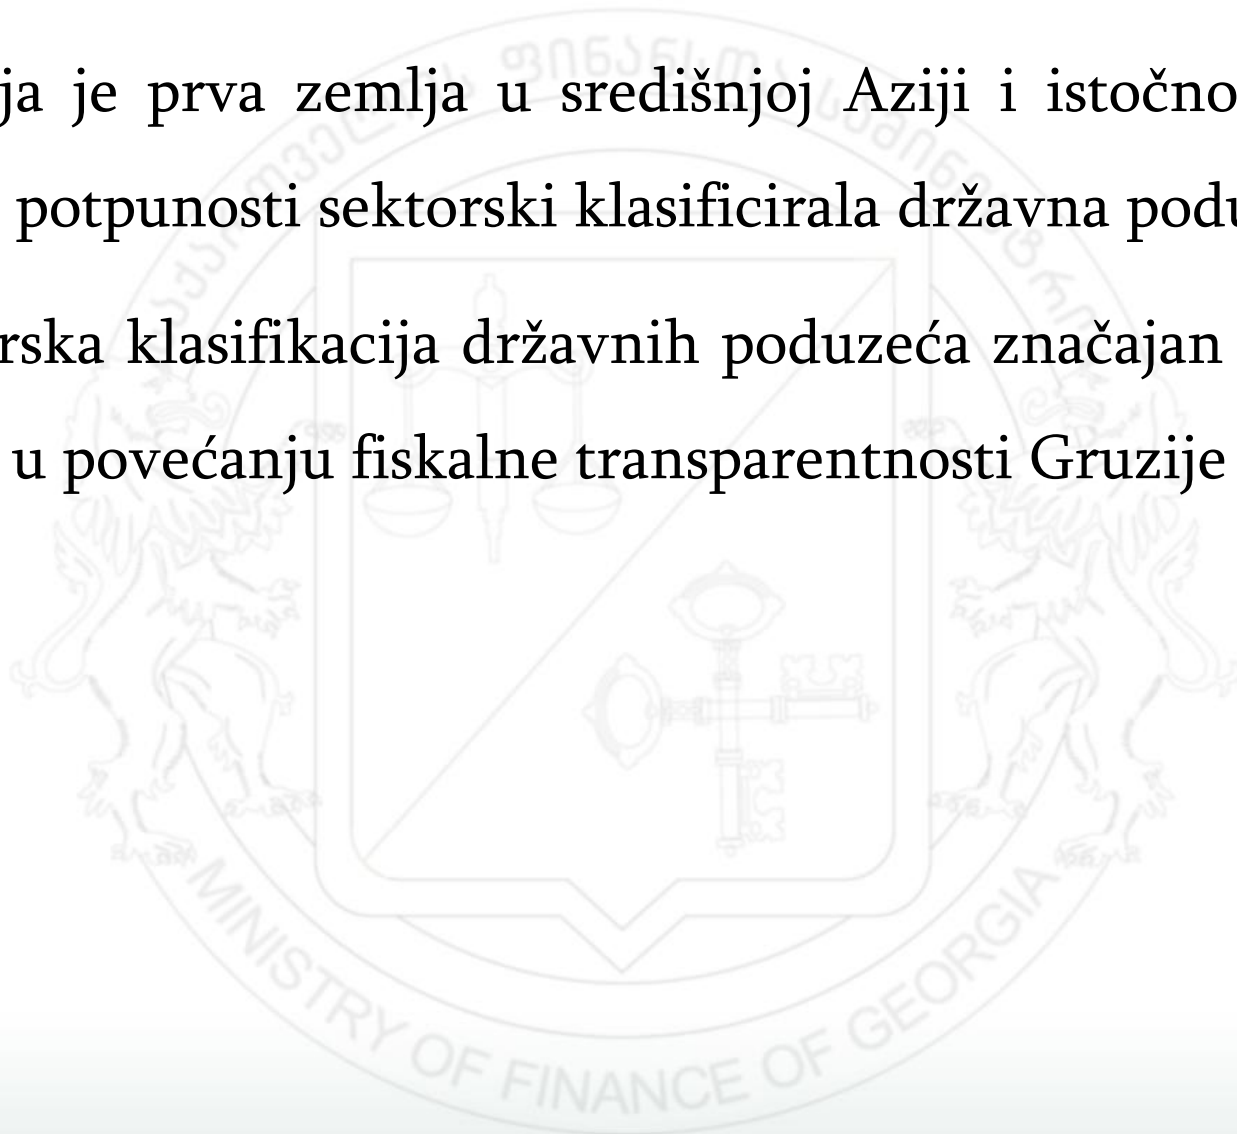 ja je prva zemlja u središnjoj Aziji i istočno
potpunosti sektorski klasificirala državna podu
rska klasifikacija državnih poduzeća značajan
u povećanju fiskalne transparentnosti Gruzije
MINISTRY OF FINANCE OF GEORGIA